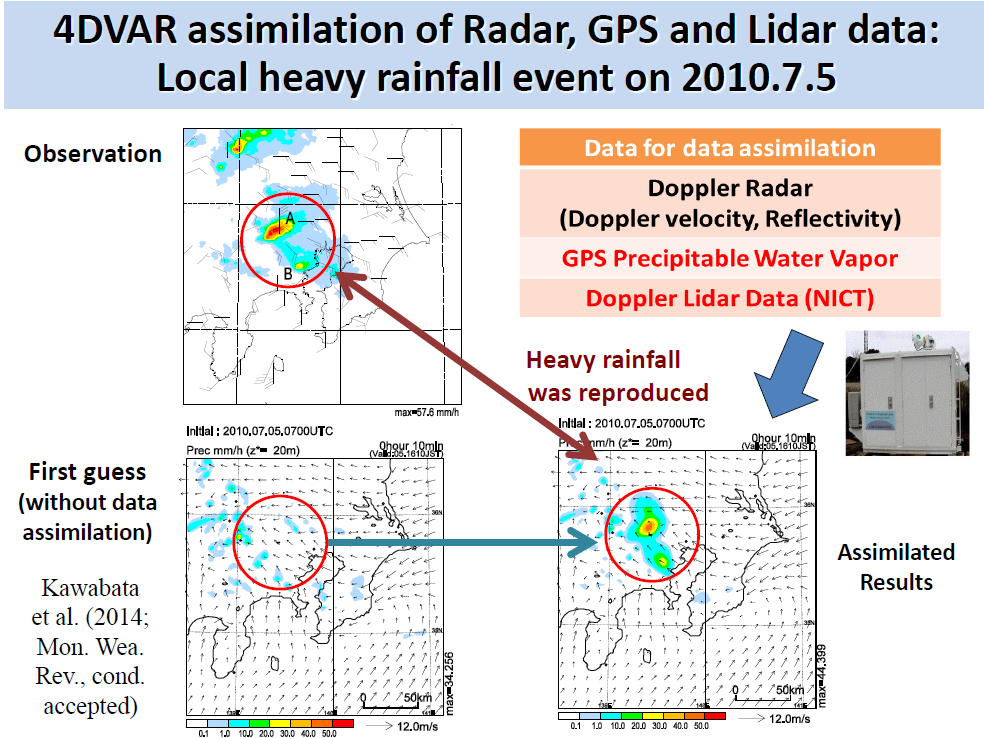 4DVAR assimilation of Radar, GPS and Lidar data:
Local heavy rainfall event on 2010.7.5
Observation
A
B
max=57.6 mm/h
Data for data assimilation
Doppler Radar
(Doppler velocity, Reflectivity)
GPS Precipitable Water Vapor
Doppler Lidar Data (NICT)
Heavy rainfall
was reproduced
First guess
(without data
assimilation)
Kawabata
et al. (2014;
Mon. Wea.
Rev., cond.
accepted)
Initial : 2010.07.05.0700UTC
Prec mm/h (z*= 20m)
0hour 10min
(Valid:05.1610JST)
36N
35N
0 50km
max=34.256
0.1 1.0 10.0 20.0 30.0 40.0 50.0
12.0m/s
Initial : 2010.07.05.0700UTC
0hour 10min
(Valid:05.1610JST)
36N
35N
0 50km
max=44.399
0.1 1.0 10.0 20.0 30.0 40.0 50.0
12.0m/s
Assimilated
Results